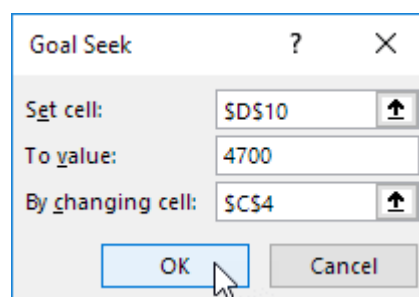 Goal Seek ? ×
Set cell: $D$10
To value: 4700
By changing cell: $C$4
OK Cancel